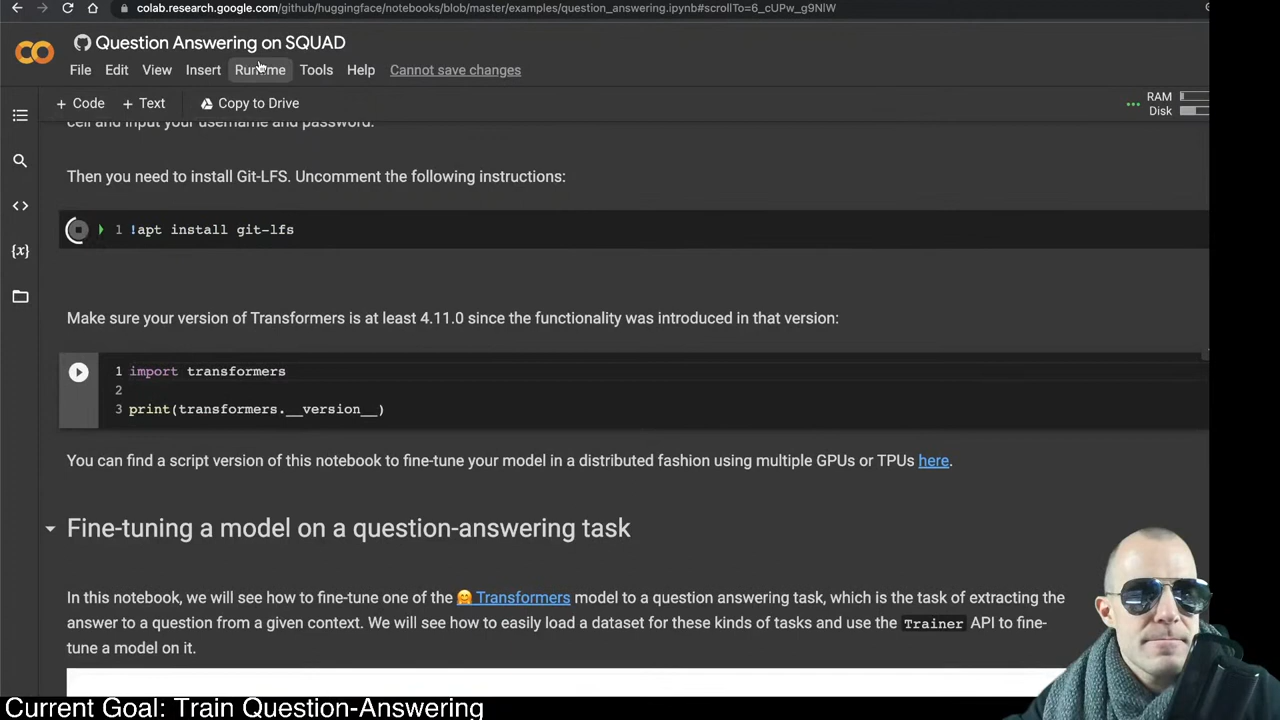 colab.research.google.com/github/huggingface/notebooks/blob/master/examples/question_answering.ipynb#scrollTo=6_cUPw_g9NlW
Question Answering on SQUAD
File Edit View Insert Runtime Tools Help Cannot save changes
+ Code + Text Copy to Drive
RAM
Disk
cell and input your username and password.
Then you need to install Git-LFS. Uncomment the following instructions:
1 !apt install git-lfs
Make sure your version of Transformers is at least 4.11.0 since the functionality was introduced in that version:
1 import transformers
2
3 print(transformers.__version__)
You can find a script version of this notebook to fine-tune your model in a distributed fashion using multiple GPUs or TPUs here.
Fine-tuning a model on a question-answering task
In this notebook, we will see how to fine-tune one of the 🤗 Transformers model to a question answering task, which is the task of extracting the
answer to a question from a given context. We will see how to easily load a dataset for these kinds of tasks and use the Trainer API to fine-
tune a model on it.
Current Goal: Train Question-Answering